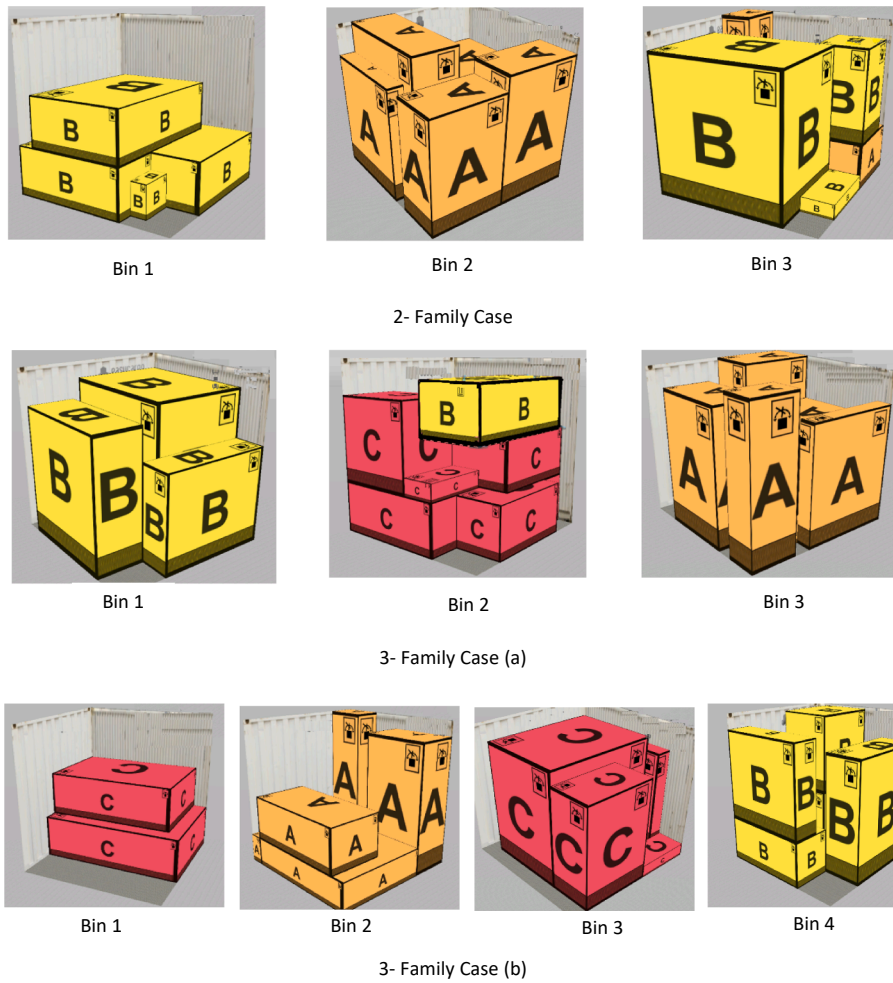 B B
B B
B B
A
A A A
B
B B B
A
B
B
Bin 1 Bin 2 Bin 3
2- Family Case
B
B
B B
B B
B B
C C
C C
C
C C C
A
A A A
Bin 1 Bin 2 Bin 3
3- Family Case (a)
C
C C
C C
A A A
A
A A
A A
C
C
C C C
C
B
B B
B B
B B
B
Bin 1 Bin 2 Bin 3 Bin 4
3- Family Case (b)